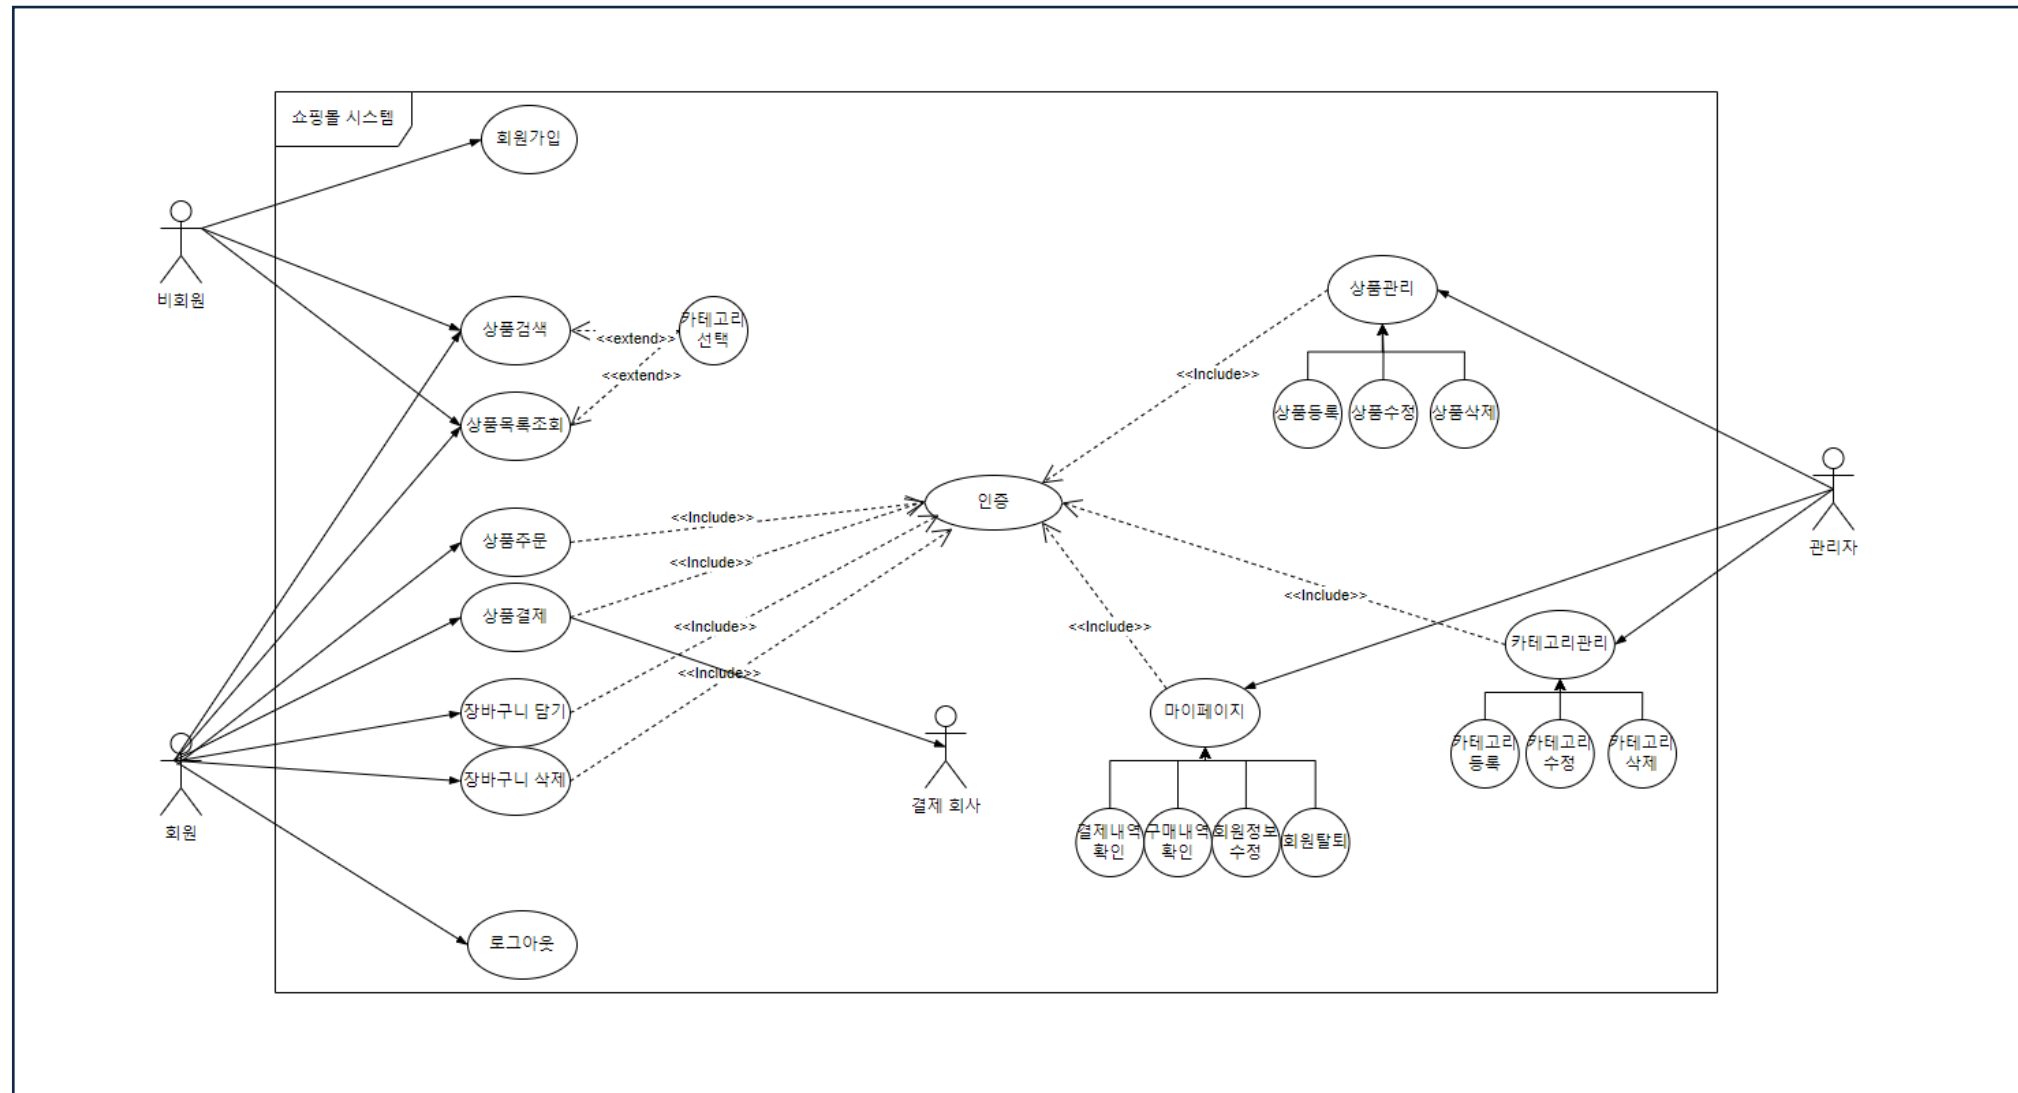 쇼핑몰 시스템
회원가입
비회원
상품검색
<<extend>>
카테고리
선택
<<extend>>
상품목록조회
상품관리
<<Include>>
상품등록
상품수정
상품삭제
인증
관리자
상품주문
<<Include>>
상품결제
<<Include>>
<<Include>>
<<Include>>
<<Include>>
<<Include>>
카테고리관리
장바구니 담기
장바구니 삭제
회원
결제 회사
마이페이지
카테고리
등록
카테고리
수정
카테고리
삭제
결제내역
확인
구매내역
확인
회원정보
수정
회원탈퇴
로그아웃